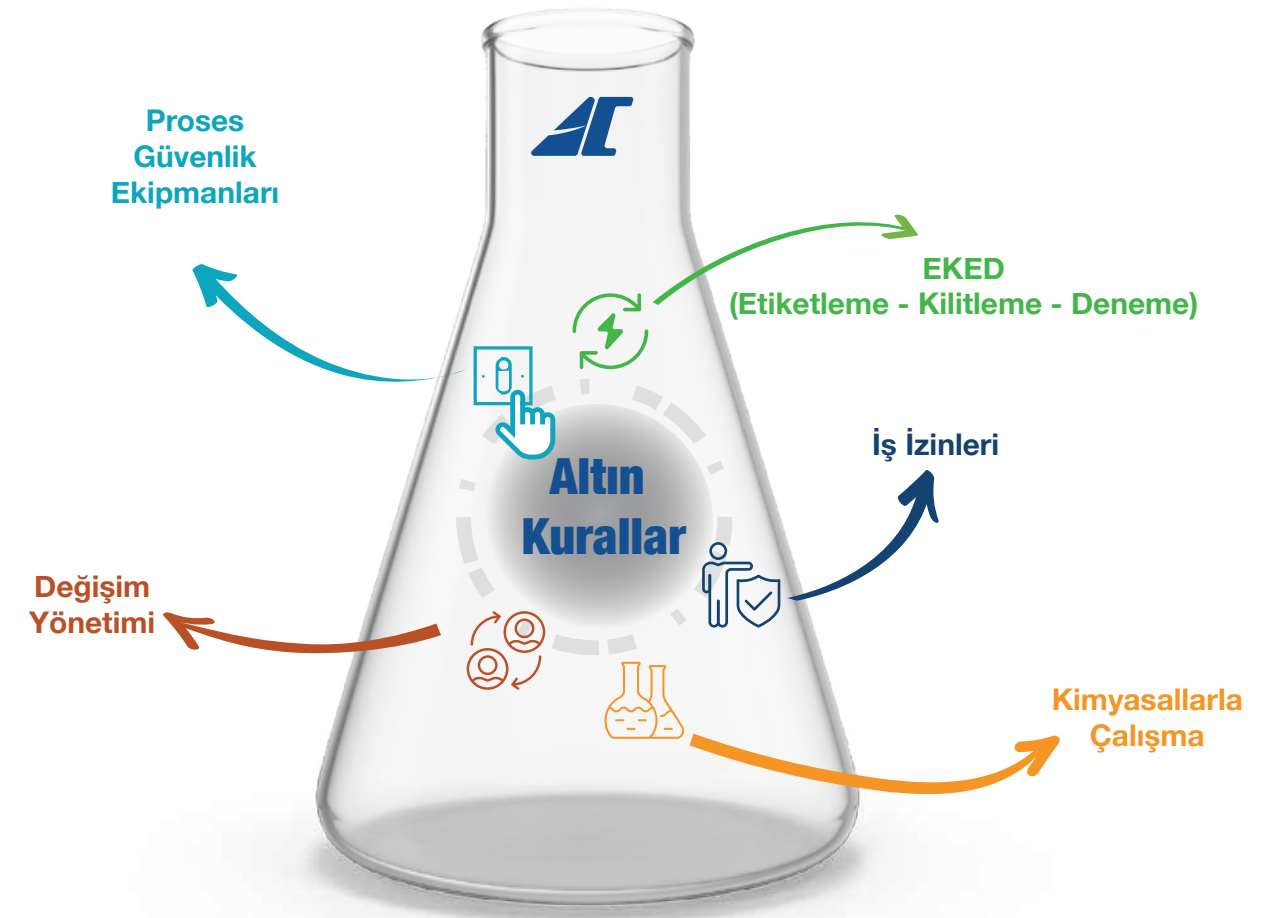 Proses
Güvenlik
Ekipmanları
EKED
(Etiketleme - Kilitleme - Deneme)
İş İzinleri
Altın
Kurallar
Değişim
Yönetimi
Kimyasallarla
Çalışma